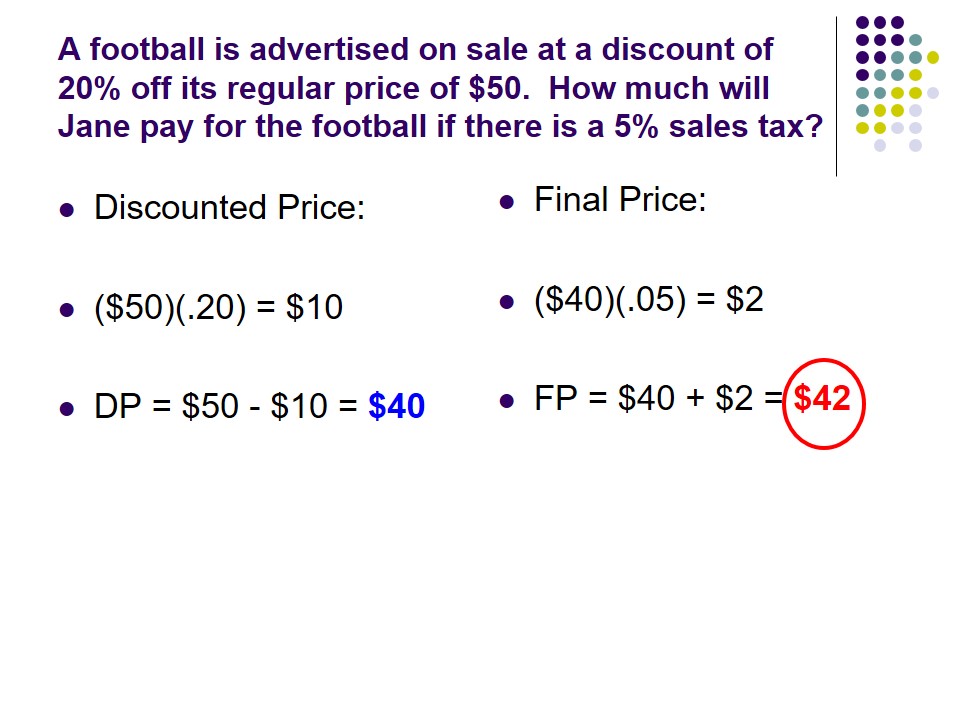 A football is advertised on sale at a discount of
20% off its regular price of $50.  How much will
Jane pay for the football if there is a 5% sales tax?
Discounted Price:
($50)(.20) = $10
DP = $50 - $10 = $40
Final Price:
($40)(.05) = $2
FP = $40 + $2 = $42